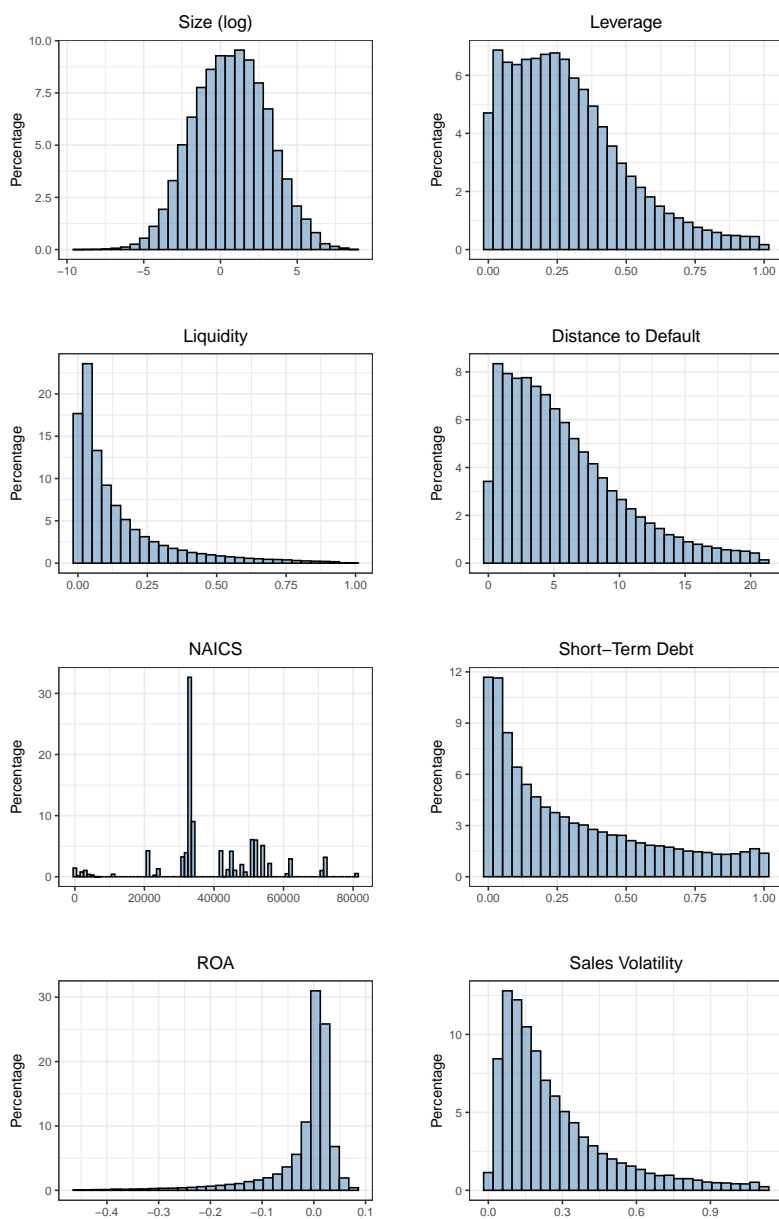 Size (log)
Percentage
10.0
7.5
5.0
2.5
0.0
−10 −5 0 5
Leverage
Percentage
6
4
2
0
0.00 0.25 0.50 0.75 1.00
Liquidity
Percentage
20
15
10
5
0
0.00 0.25 0.50 0.75 1.00
Distance to Default
Percentage
8
6
4
2
0
0 5 10 15 20
NAICS
Percentage
30
20
10
0
0 20000 40000 60000 80000
Short−Term Debt
Percentage
12
9
6
3
0
0.00 0.25 0.50 0.75 1.00
ROA
Percentage
30
20
10
0
−0.4 −0.3 −0.2 −0.1 0.0 0.1
Sales Volatility
Percentage
10
5
0
0.0 0.3 0.6 0.9